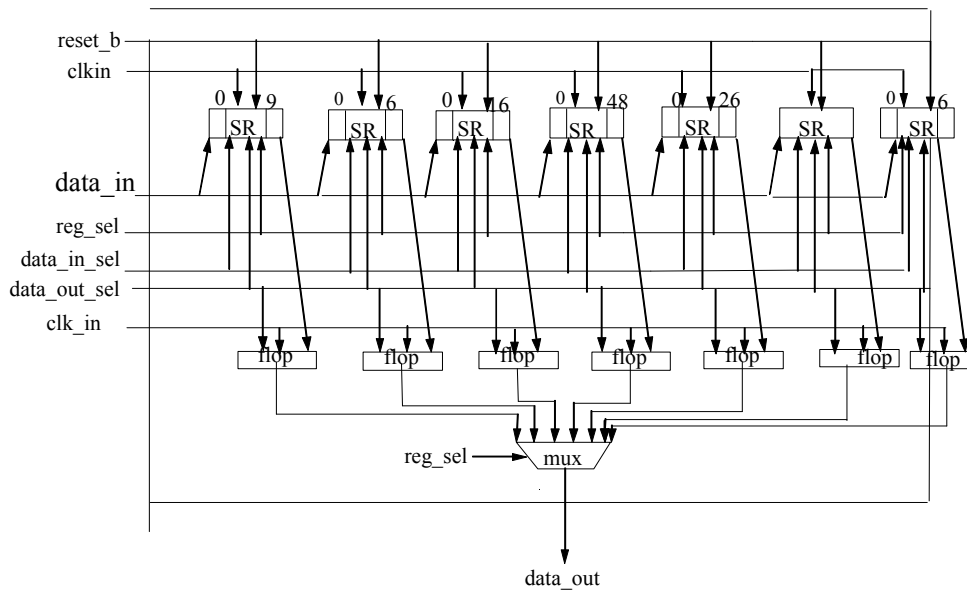 reset_b
clkin
0 9 0 6 0 16 0 48 0 26 0 6
SR SR SR SR SR SR SR
data_in
reg_sel
data_in_sel
data_out_sel
clk_in
flop flop flop flop flop flop flop
reg_sel mux
data_out